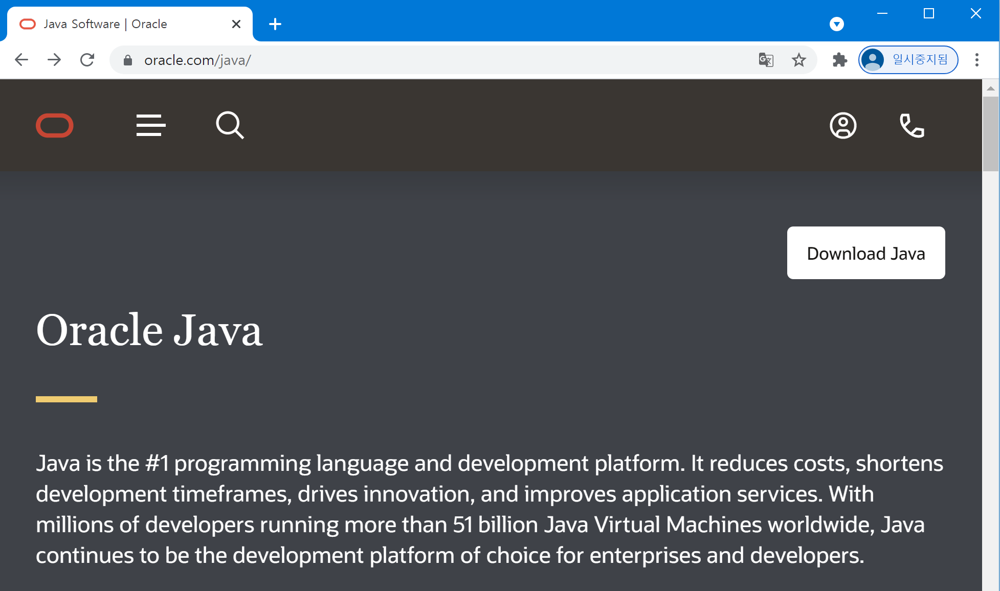 Java Software | Oracle
oracle.com/java/
일시중지됨
Download Java
Oracle Java
Java is the #1 programming language and development platform. It reduces costs, shortens
development timeframes, drives innovation, and improves application services. With
millions of developers running more than 51 billion Java Virtual Machines worldwide, Java
continues to be the development platform of choice for enterprises and developers.